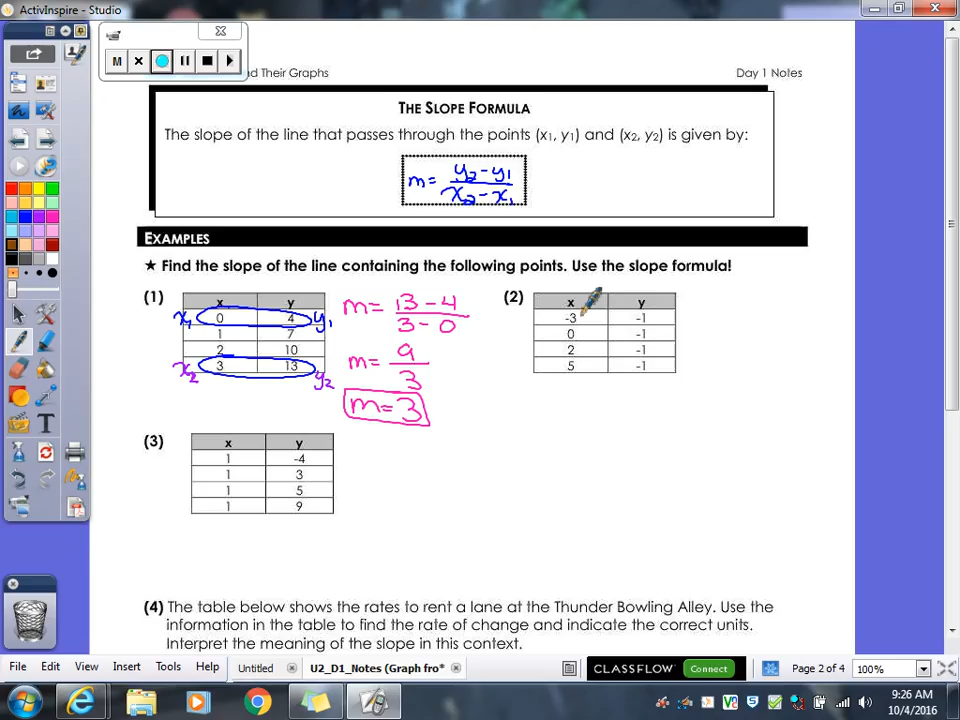 ActivInspire - Studio
M
nd Their Graphs
Day 1 Notes
THE SLOPE FORMULA
The slope of the line that passes through the points (x1, y1) and (x2, y2) is given by:
m = y2 - y1
x2 - x1
EXAMPLES
★ Find the slope of the line containing the following points. Use the slope formula!
(1)
x y
x1 0 4 y1
1 7
2 10
x2 3 13 y2
m = 13 - 4
3 - 0
m = 9
3
m = 3
(2)
x y
-3 -1
0 -1
2 -1
5 -1
(3)
x y
1 -4
1 3
1 5
1 9
(4) The table below shows the rates to rent a lane at the Thunder Bowling Alley. Use the
information in the table to find the rate of change and indicate the correct units.
Interpret the meaning of the slope in this context.
File Edit View Insert Tools Help Untitled U2_D1_Notes (Graph fro* CLASSFLOW Connect Page 2 of 4 100%
9:26 AM
10/4/2016